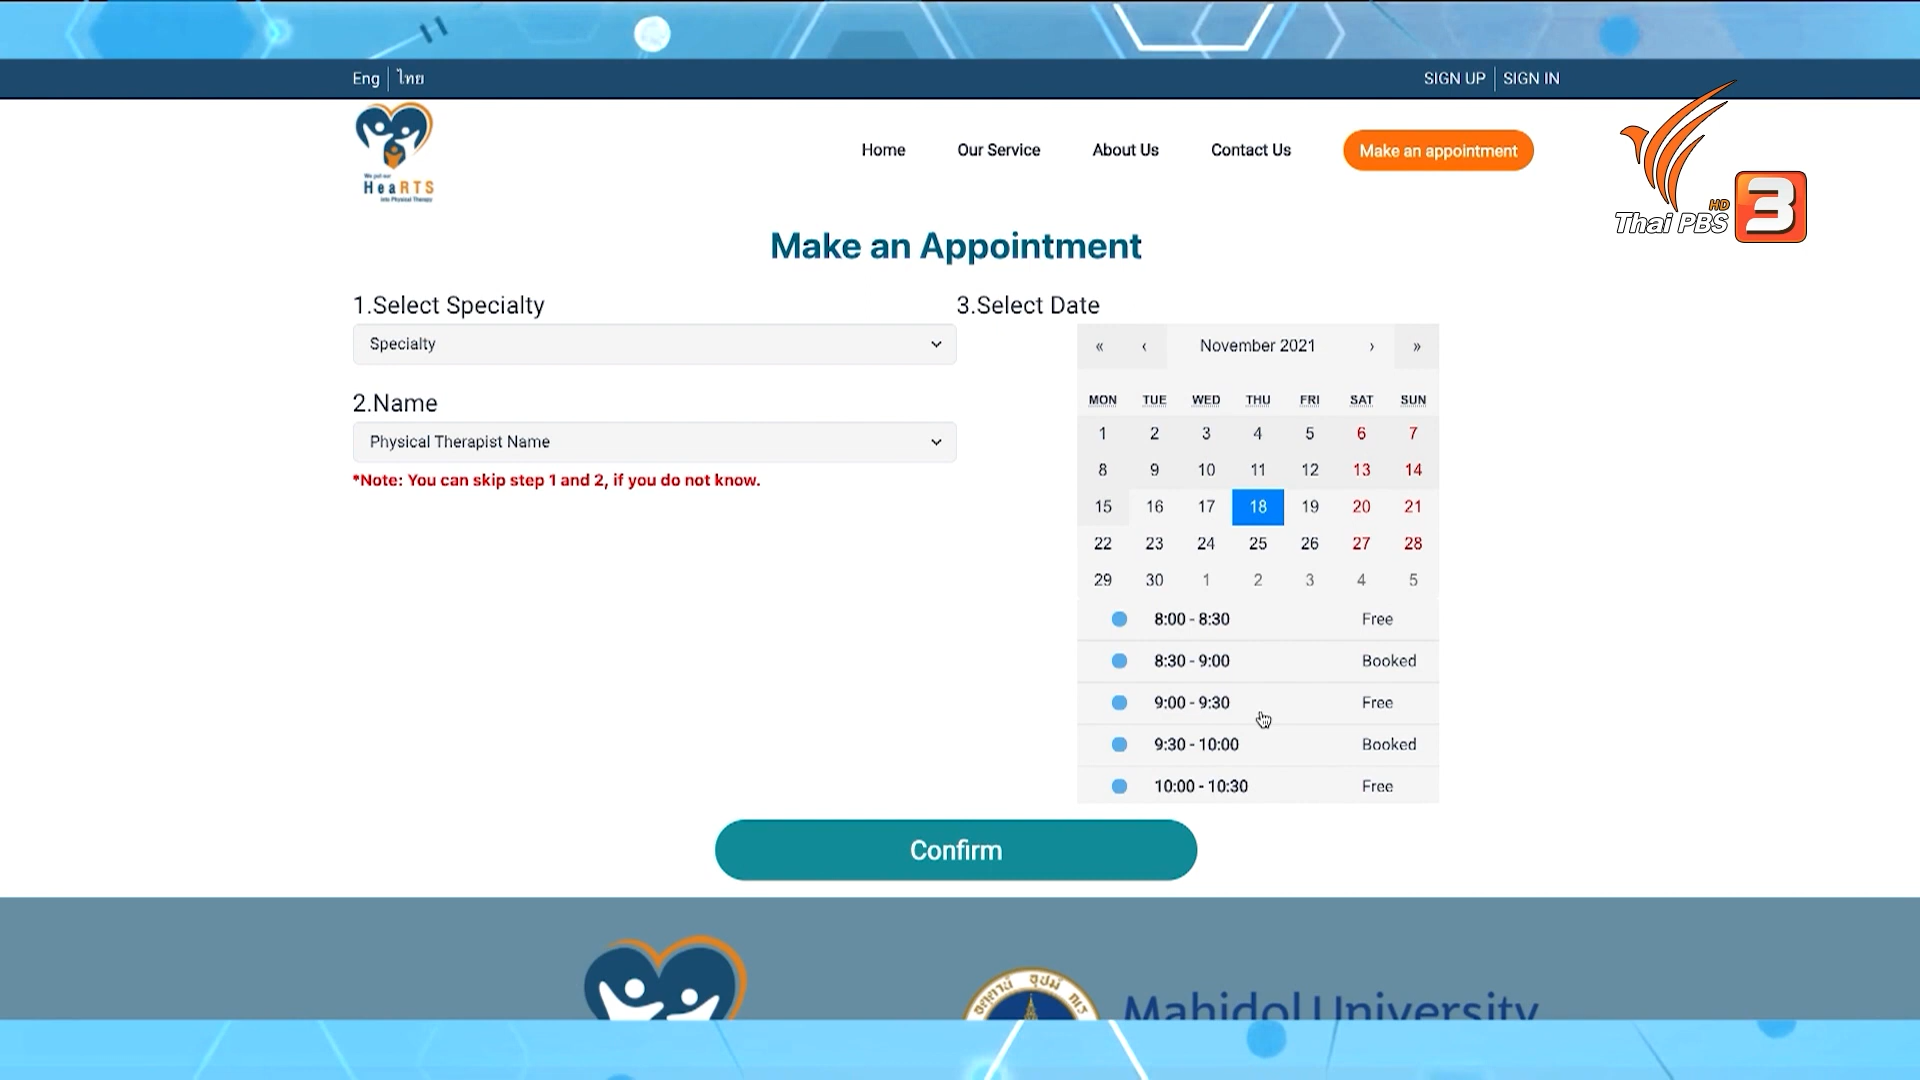 Eng ไทย
SIGN UP SIGN IN
We put our
HeaRTS
into Physical Therapy
Home Our Service About Us Contact Us Make an appointment
HD
Thai PBS 3
Make an Appointment
1.Select Specialty
Specialty
2.Name
Physical Therapist Name
*Note: You can skip step 1 and 2, if you do not know.
3.Select Date
« ‹ November 2021 › »
MON TUE WED THU FRI SAT SUN
1 2 3 4 5 6 7
8 9 10 11 12 13 14
15 16 17 18 19 20 21
22 23 24 25 26 27 28
29 30 1 2 3 4 5
8:00 - 8:30 Free
8:30 - 9:00 Booked
9:00 - 9:30 Free
9:30 - 10:00 Booked
10:00 - 10:30 Free
Confirm
Mahidol University